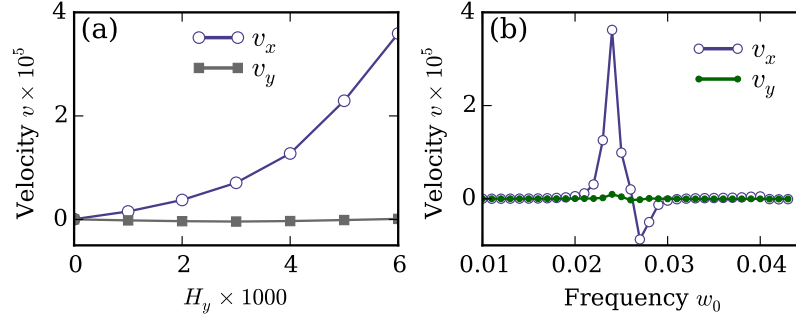 (a)
v_x
v_y
Velocity v × 10^5
4
2
0
0 2 4 6
H_y × 1000
(b)
v_x
v_y
Velocity v × 10^5
4
2
0
0.01 0.02 0.03 0.04
Frequency w_0